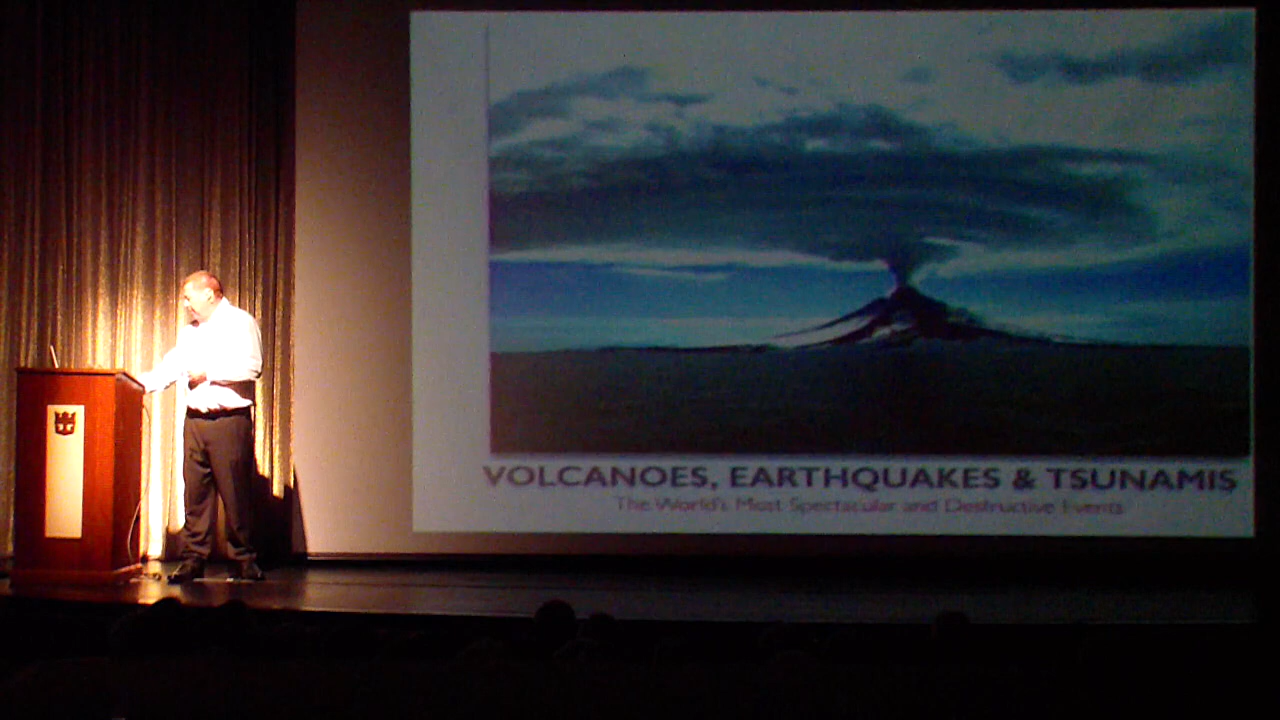 VOLCANOES, EARTHQUAKES & TSUNAMIS
The World's Most Spectacular and Destructive Events